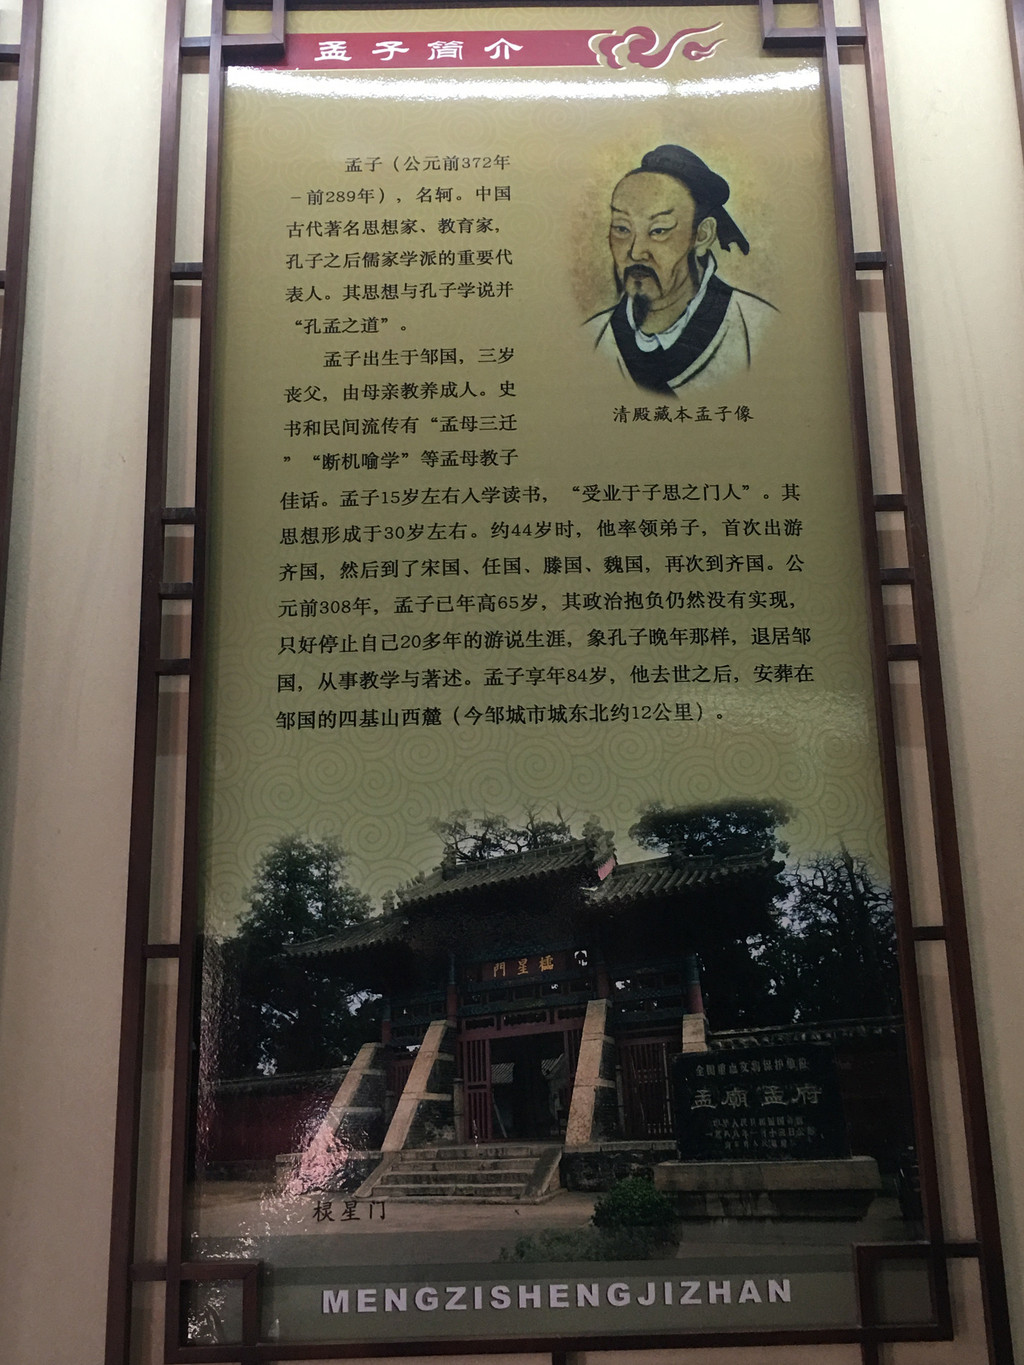 孟子简介
孟子（公元前372年
－前289年），名轲。中国
古代著名思想家、教育家，
孔子之后儒家学派的重要代
表人。其思想与孔子学说并
“孔孟之道”。
孟子出生于邹国，三岁
丧父，由母亲教养成人。史
书和民间流传有“孟母三迁
”“断机喻学”等孟母教子
佳话。孟子15岁左右入学读书，“受业于子思之门人”。其
思想形成于30岁左右。约44岁时，他率领弟子，首次出游
齐国，然后到了宋国、任国、滕国、魏国，再次到齐国。公
元前308年，孟子已年高65岁，其政治抱负仍然没有实现，
只好停止自己20多年的游说生涯，象孔子晚年那样，退居邹
国，从事教学与著述。孟子享年84岁，他去世之后，安葬在
邹国的四基山西麓（今邹城市城东北约12公里）。
清殿藏本孟子像
櫺星門
全国重点文物保护单位
孟廟孟府
棂星门
MENGZISHENGJIZHAN